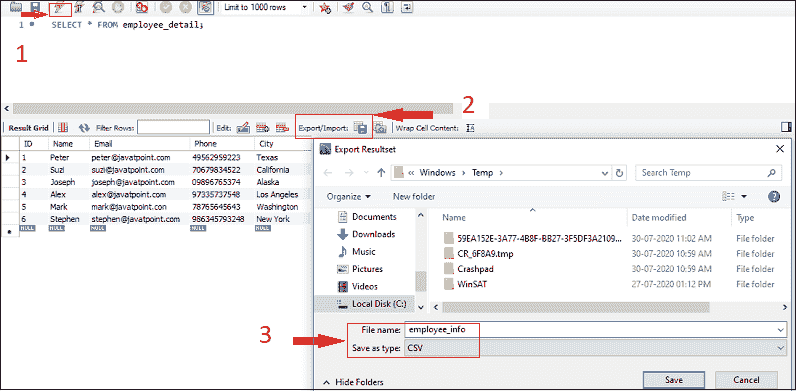 Limit to 1000 rows
1 SELECT * FROM employee_detail;
1
2
Result Grid Filter Rows: Edit: Export/Import: Wrap Cell Content:
ID Name Email Phone City
1 Peter peter@javatpoint.com 49562959223 Texas
2 Suzi suzi@javatpoint.com 70679834522 California
3 Joseph joseph@javatpoint.com 09896765374 Alaska
4 Alex alex@javatpoint.com 97335737548 Los Angeles
5 Mark mark@javatpoint.com 78765645643 Washington
6 Stephen stephen@javatpoint.com 986345793248 New York
NULL NULL NULL NULL NULL
Export Resultset
« Windows › Temp ›
Search Temp
Organize New folder
Documents
Downloads
Music
Pictures
Videos
Local Disk (C:)
Name Date modified Type
59EA152E-3A77-4B8F-BB27-3F5DF3A2109... 30-07-2020 11:02 AM File folder
CR_6F8A9.tmp 30-07-2020 10:59 AM File folder
Crashpad 30-07-2020 10:59 AM File folder
WinSAT 27-07-2020 01:12 PM File folder
3
File name: employee_info
Save as type: CSV
Hide Folders
Save Cancel